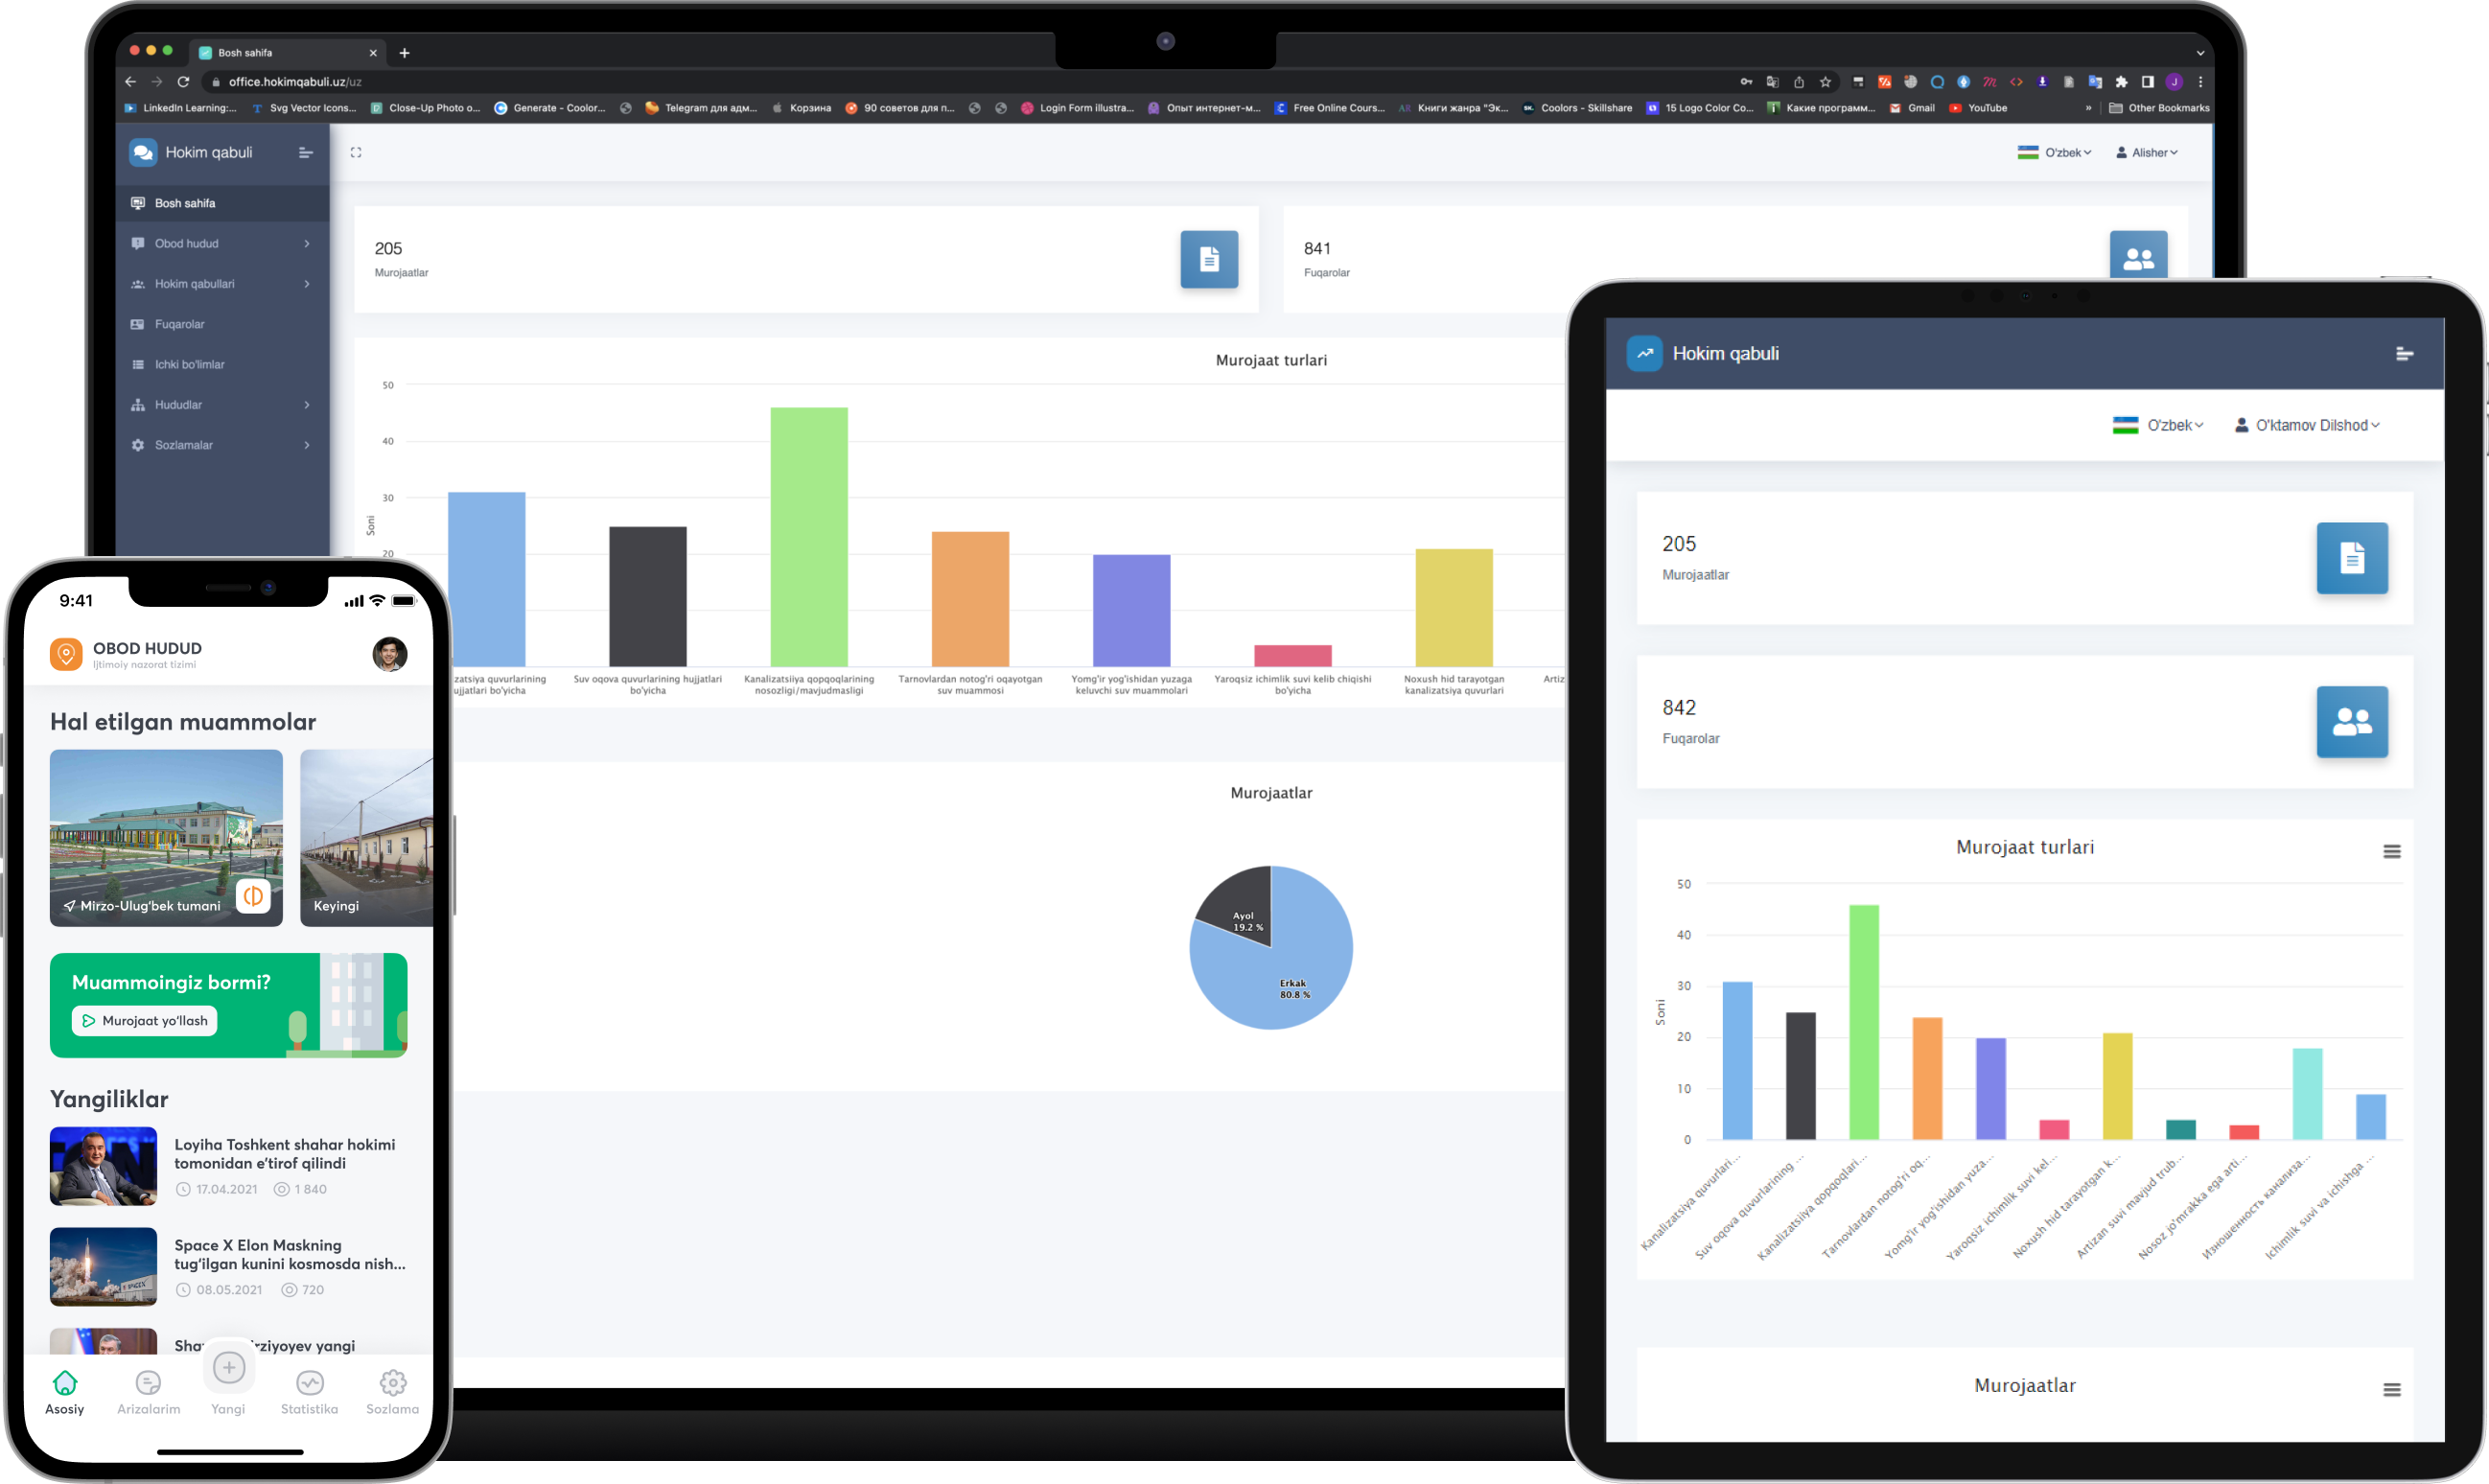 Bosh sahifa
office.hokimqabuli.uz/uz
LinkedIn Learning:...
Svg Vector Icons...
Close-Up Photo o...
Generate - Coolor...
Telegram для адм...
Корзина
90 советов для п...
Login Form illustra...
Опыт интернет-м...
Free Online Cours...
Книги жанра "Эк...
Coolors - Skillshare
15 Logo Color Co...
Какие программ...
Gmail
YouTube
»
Other Bookmarks
Hokim qabuli
O'zbek
Alisher
Bosh sahifa
Obod hudud
Hokim qabullari
Fuqarolar
Ichki bo'limlar
Hududlar
Sozlamalar
205
Murojaatlar
841
Fuqarolar
Murojaat turlari
50
40
30
20
Soni
zatsiya quvurlarining
ujjatlari bo'yicha
Suv oqova quvurlarining hujjatlari
bo'yicha
Kanalizatsiiya qopqoqlarining
nosozligi/mavjudmasligi
Tarnovlardan notog'ri oqayotgan
suv muammosi
Yomg'ir yog'ishidan yuzaga
keluvchi suv muammolari
Yaroqsiz ichimlik suvi kelib chiqishi
bo'yicha
Noxush hid tarayotgan
kanalizatsiya quvurlari
Artiz
Murojaatlar
Ayol
19.2 %
Erkak
80.8 %
9:41
OBOD HUDUD
Ijtimoiy nazorat tizimi
Hal etilgan muammolar
Mirzo-Ulug'bek tumani
Keyingi
Muammoingiz bormi?
Murojaat yo'llash
Yangiliklar
Loyiha Toshkent shahar hokimi
tomonidan e'tirof qilindi
17.04.2021
1 840
SPACEX
Space X Elon Maskning
tug'ilgan kunini kosmosda nish...
08.05.2021
720
Sha
rziyoyev yangi
Asosiy
Arizalarim
Yangi
Statistika
Sozlama
Hokim qabuli
O'zbek
O'ktamov Dilshod
205
Murojaatlar
842
Fuqarolar
Murojaat turlari
50
40
30
20
10
0
Soni
Kanalizatsiya quvurlari...
Suv oqova quvurlarining ...
Kanalizatsiiya qopqoqlari...
Tarnovlardan notog'ri oq...
Yomg'ir yog'ishidan yuza...
Yaroqsiz ichimlik suvi kel...
Noxush hid tarayotgan k...
Artizan suvi mavjud trub...
Nosoz jo'mrakka ega arti...
Изношенность канализа...
Ichimlik suvi va ichishga ...
Murojaatlar